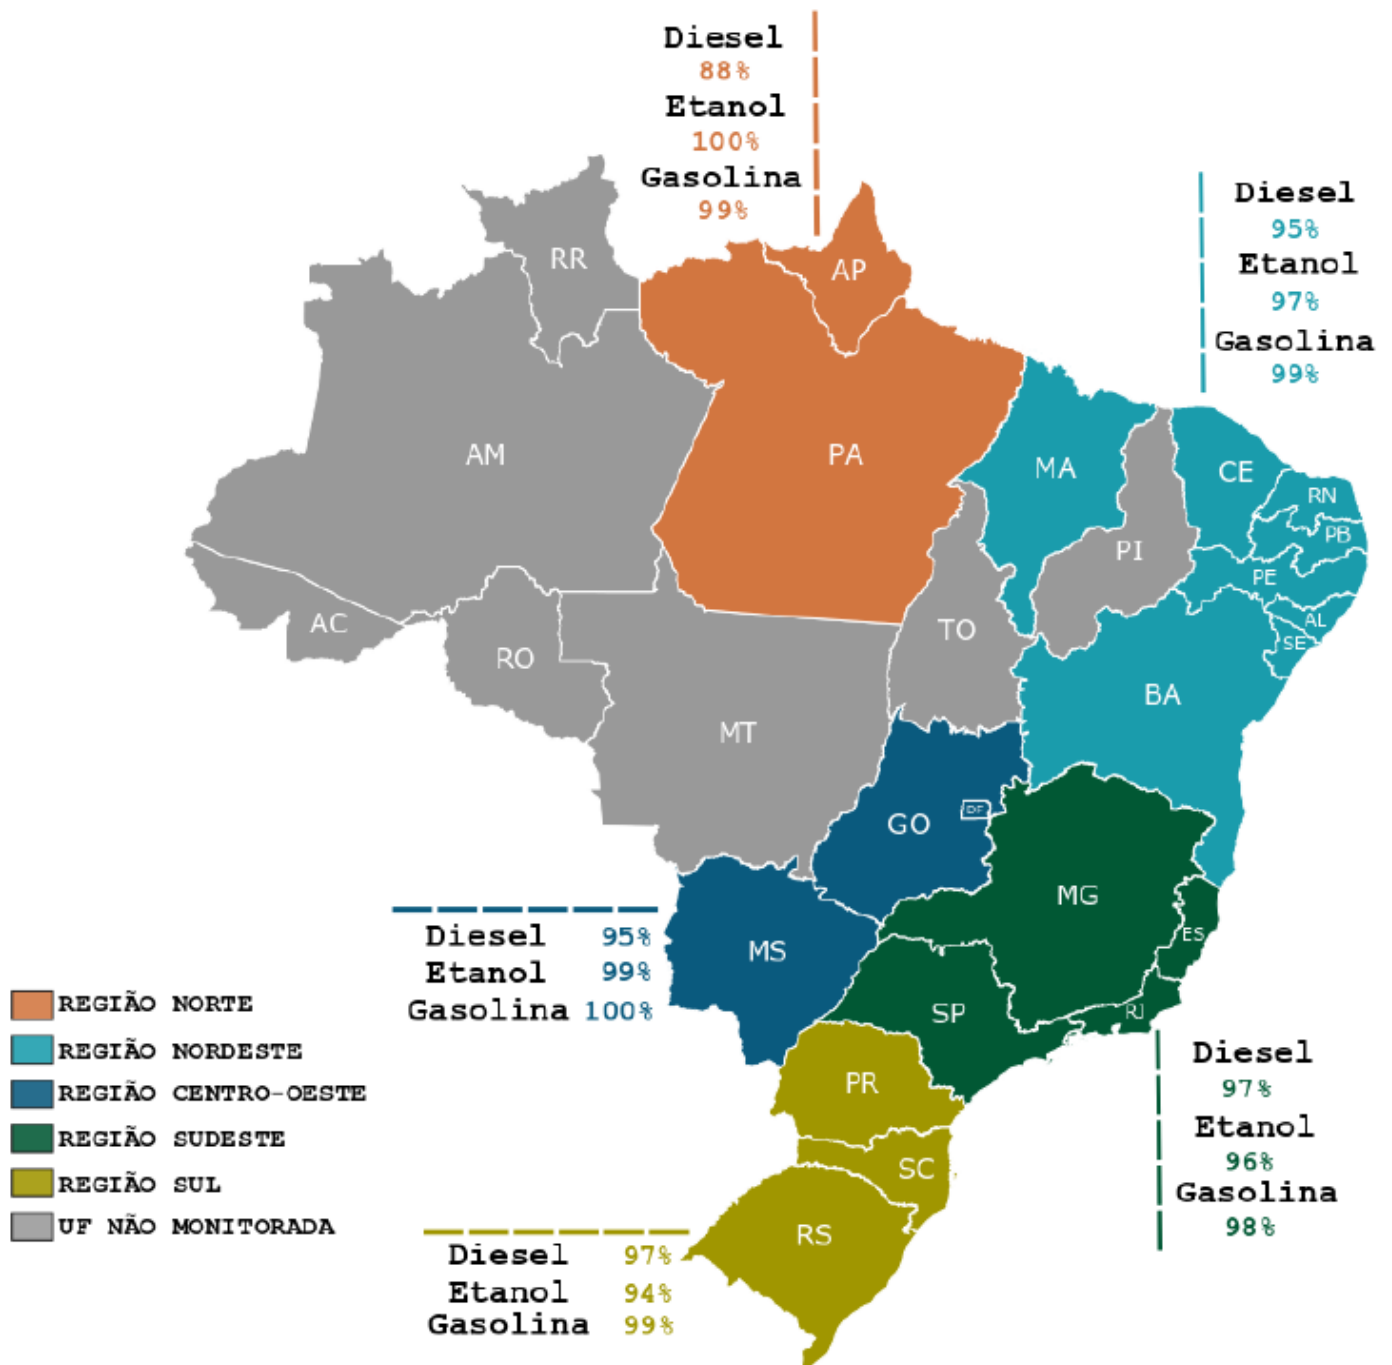 Diesel
88%
Etanol
100%
Gasolina
99%
Diesel
95%
Etanol
97%
Gasolina
99%
RR
AP
AM
PA
MA
CE
RN
PB
PI
PE
AL
SE
AC
RO
TO
BA
MT
GO
DF
MG
ES
MS
SP
RJ
PR
SC
RS
Diesel 95%
Etanol 99%
Gasolina 100%
REGIÃO NORTE
REGIÃO NORDESTE
REGIÃO CENTRO-OESTE
REGIÃO SUDESTE
REGIÃO SUL
UF NÃO MONITORADA
Diesel
97%
Etanol
96%
Gasolina
98%
Diesel 97%
Etanol 94%
Gasolina 99%